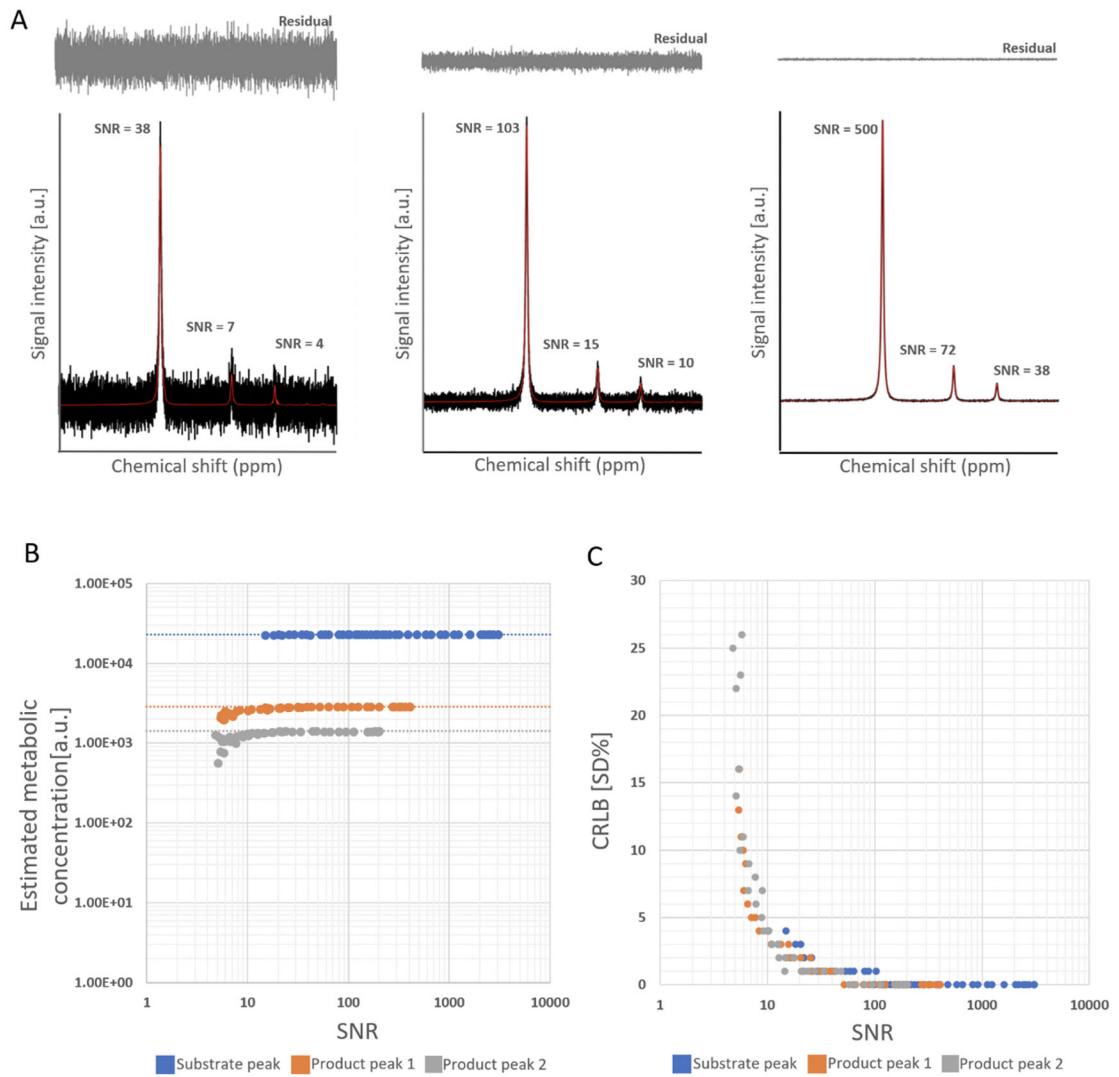 A
Residual
Residual
Residual
SNR = 38
SNR = 7
SNR = 4
Signal intensity [a.u.]
Chemical shift (ppm)
SNR = 103
SNR = 15
SNR = 10
Signal intensity [a.u.]
Chemical shift (ppm)
SNR = 500
SNR = 72
SNR = 38
Signal intensity [a.u.]
Chemical shift (ppm)
B
Estimated metabolic
concentration[a.u.]
1.00E+05
1.00E+04
1.00E+03
1.00E+02
1.00E+01
1.00E+00
1 10 100 1000 10000
SNR
Substrate peak Product peak 1 Product peak 2
C
CRLB [SD%]
30
25
20
15
10
5
0
1 10 100 1000 10000
SNR
Substrate peak Product peak 1 Product peak 2